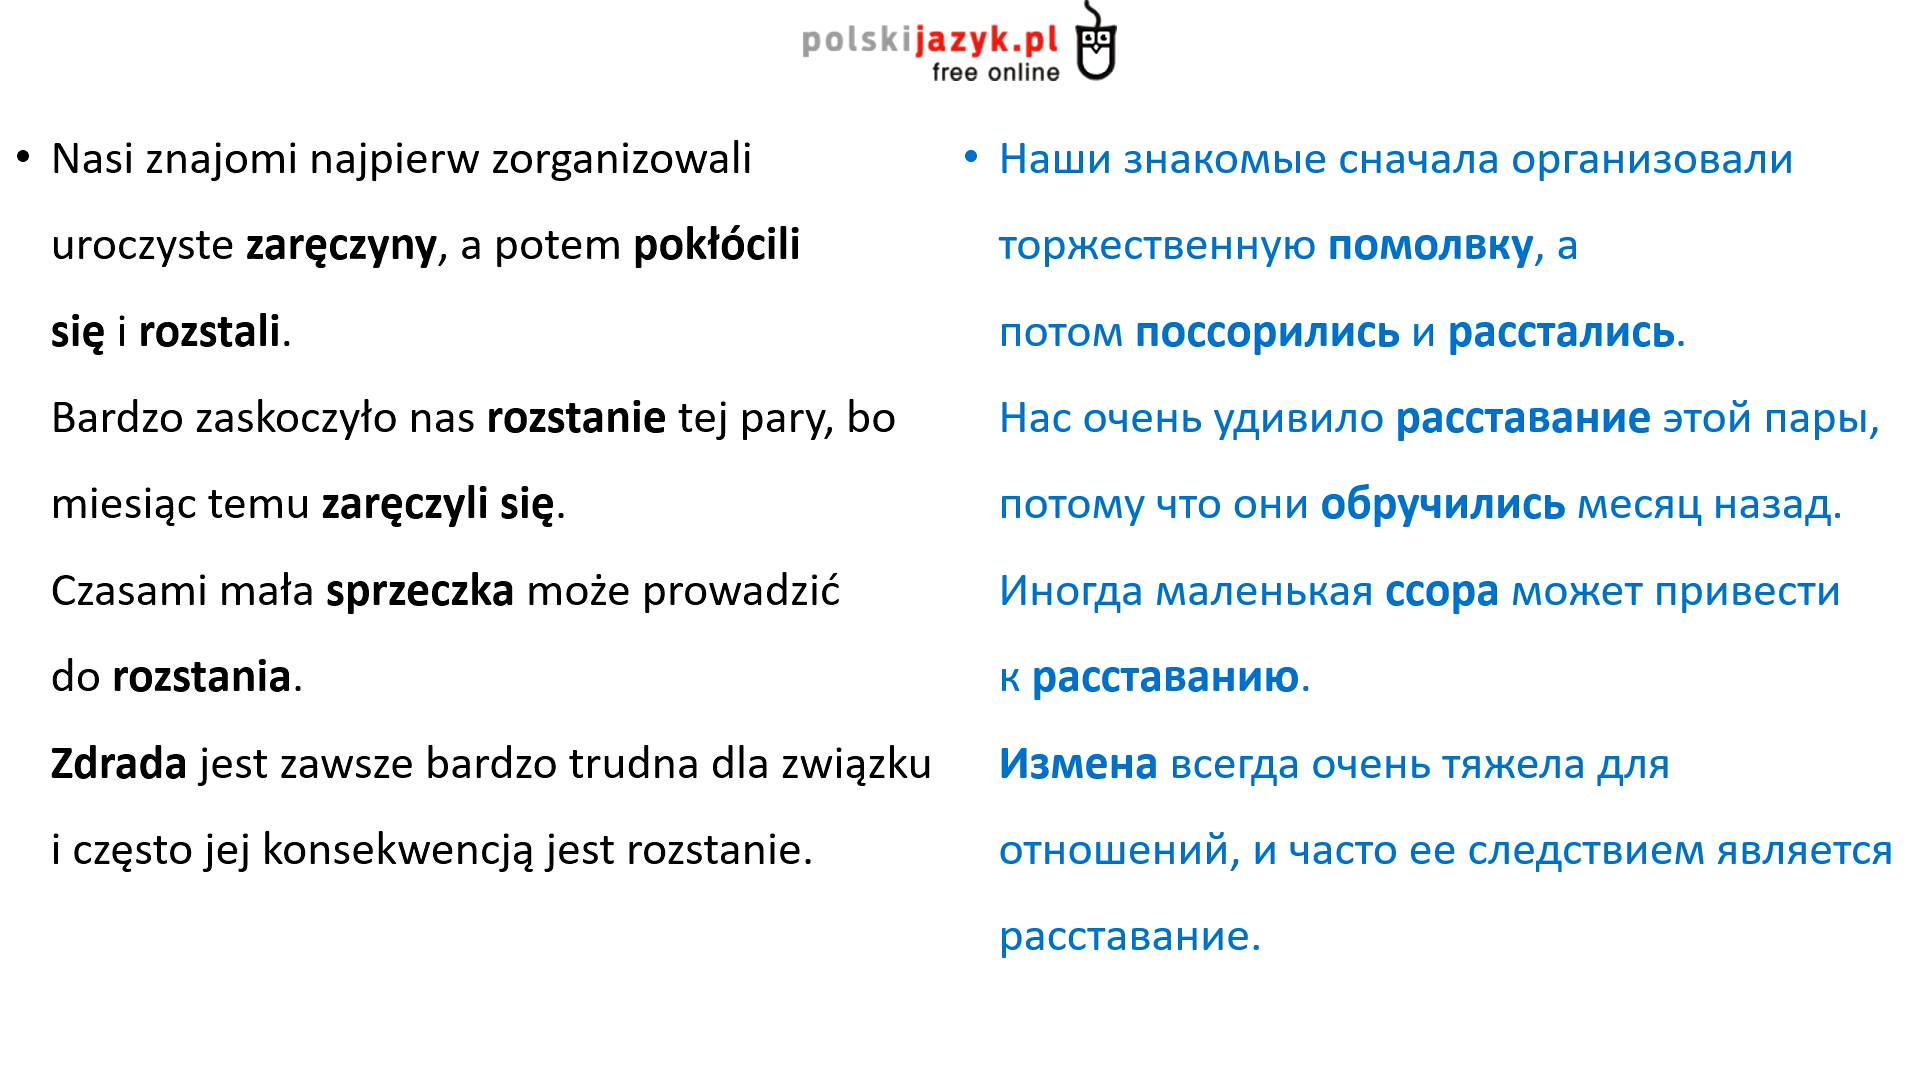 polskijazyk.pl
free online
• Nasi znajomi najpierw zorganizowali
uroczyste zaręczyny, a potem pokłócili
się i rozstali.
Bardzo zaskoczyło nas rozstanie tej pary, bo
miesiąc temu zaręczyli się.
Czasami mała sprzeczka może prowadzić
do rozstania.
Zdrada jest zawsze bardzo trudna dla związku
i często jej konsekwencją jest rozstanie.
• Наши знакомые сначала организовали
торжественную помолвку, а
потом поссорились и расстались.
Нас очень удивило расставание этой пары,
потому что они обручились месяц назад.
Иногда маленькая ссора может привести
к расставанию.
Измена всегда очень тяжела для
отношений, и часто ее следствием является
расставание.